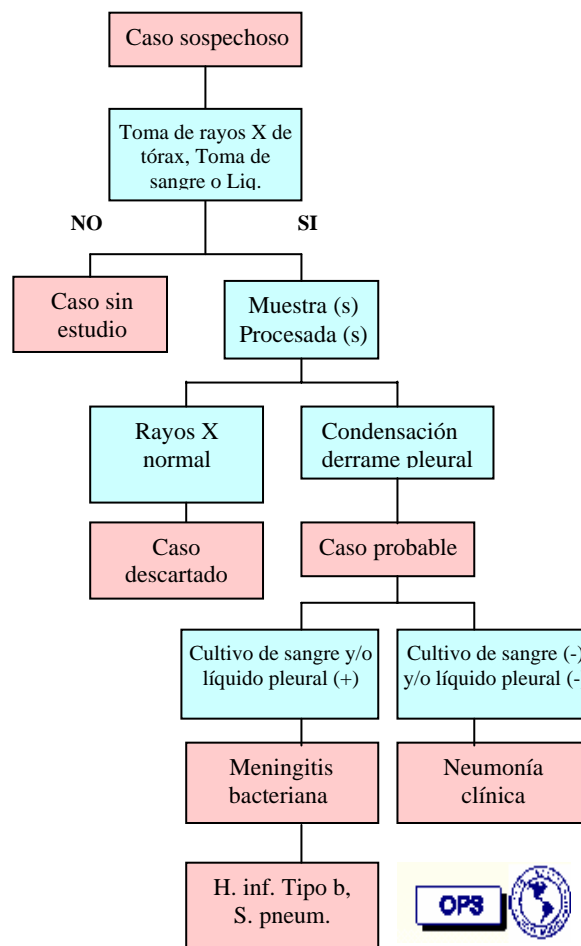 Caso sospechoso
Toma de rayos X de
tórax, Toma de
sangre o Liq.
NO
SI
Caso sin
estudio
Muestra (s)
Procesada (s)
Rayos X
normal
Condensación
derrame pleural
Caso
descartado
Caso probable
Cultivo de sangre y/o
líquido pleural (+)
Cultivo de sangre (-)
y/o líquido pleural (-
Meningitis
bacteriana
Neumonía
clínica
H. inf. Tipo b,
S. pneum.
OPS